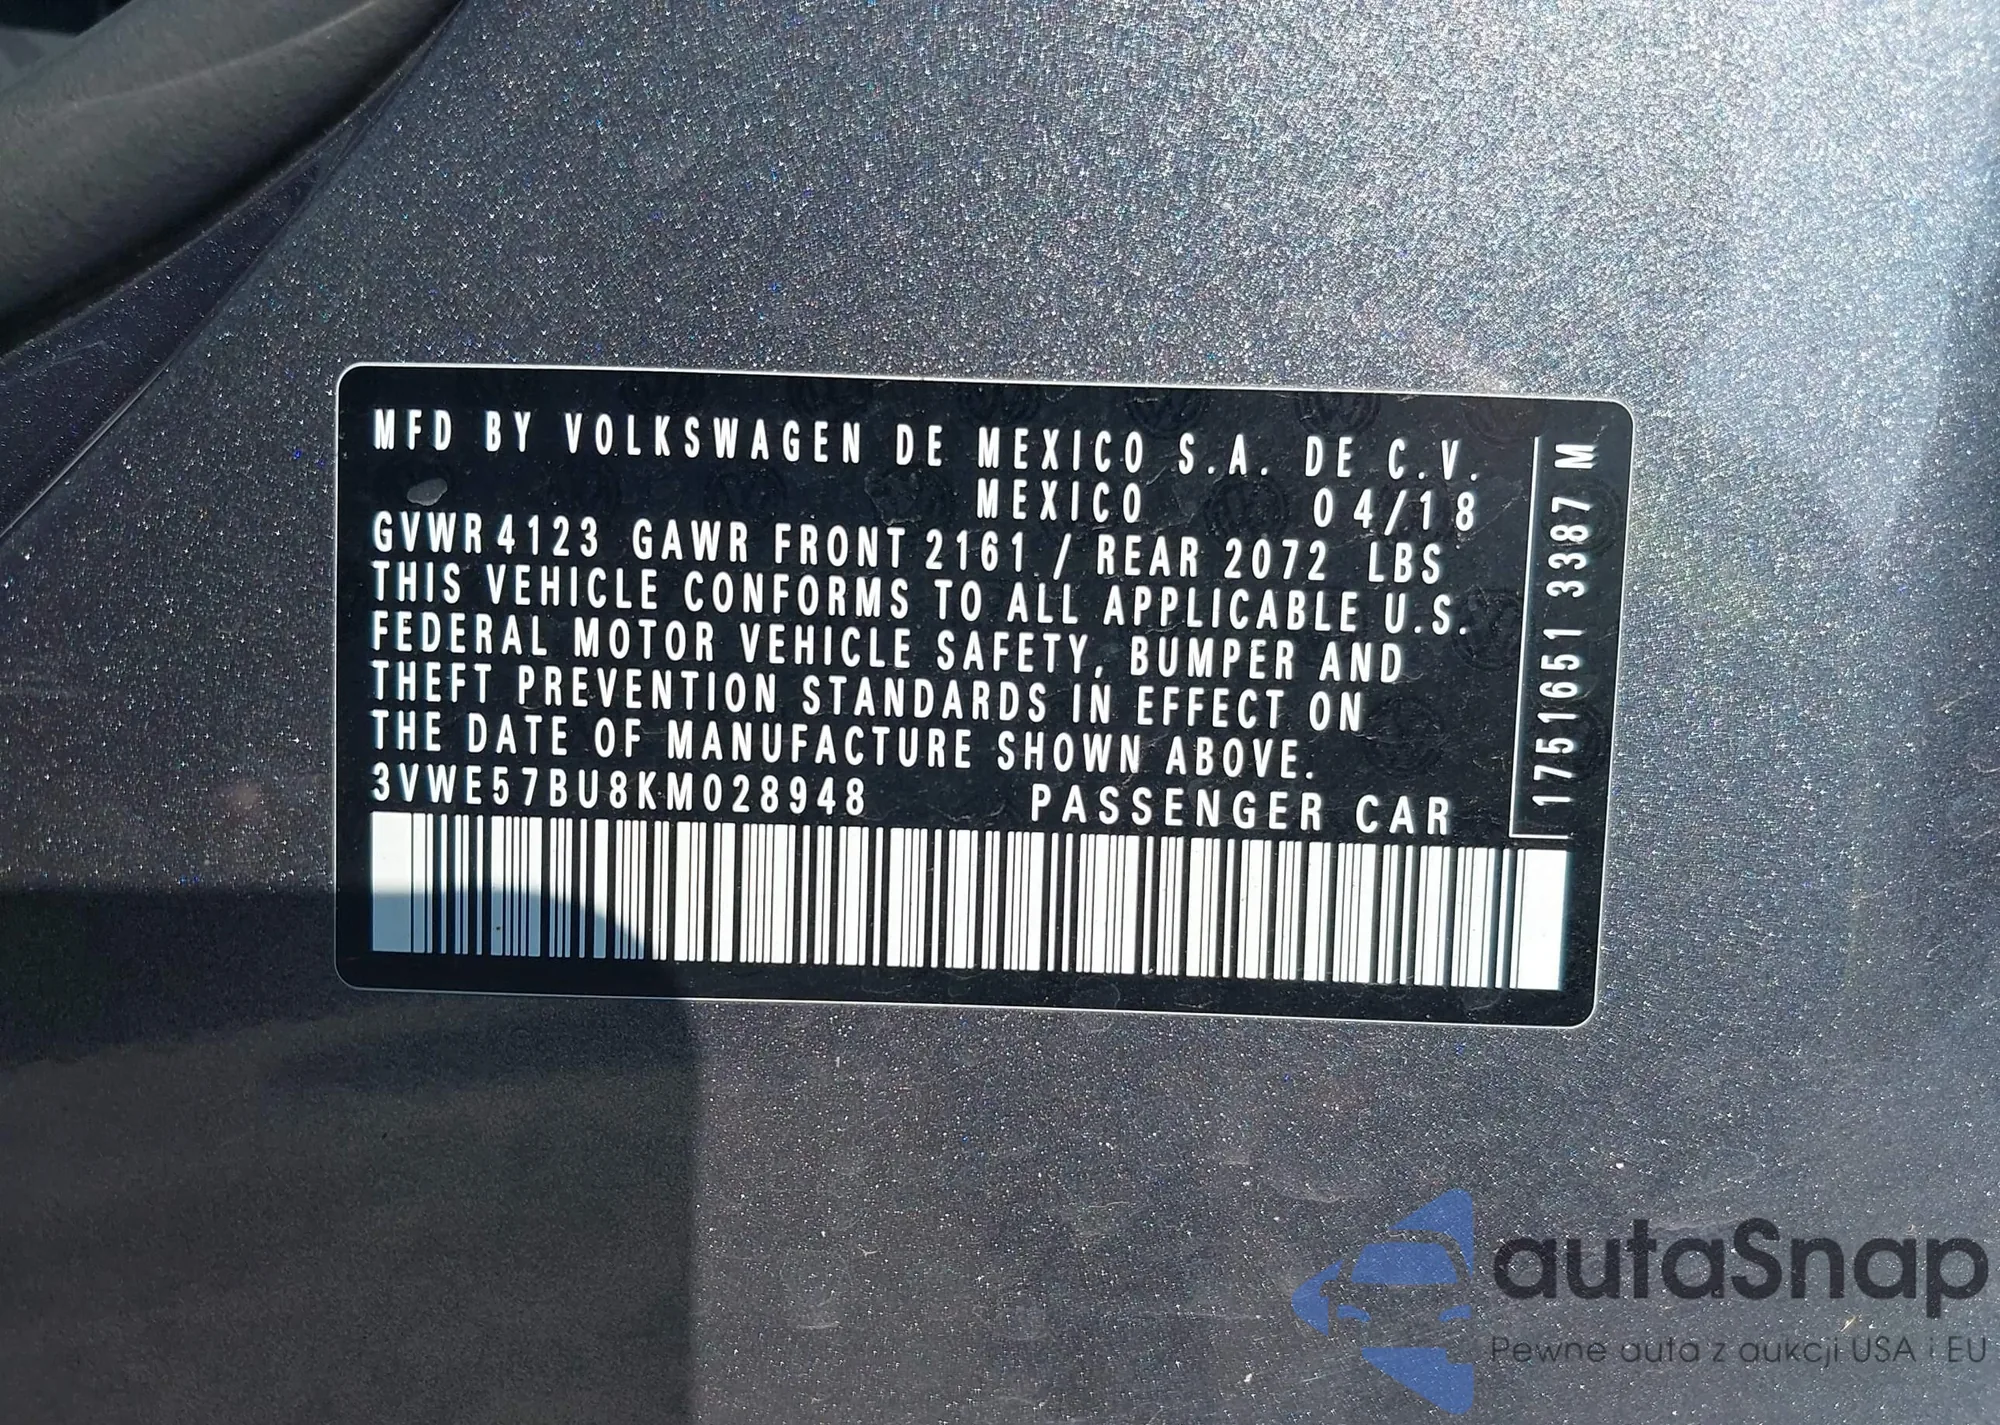 MFD BY VOLKSWAGEN DE MEXICO S.A. DE C.V.
MEXICO 04/18
GVWR 4123 GAWR FRONT 2161 / REAR 2072 LBS
THIS VEHICLE CONFORMS TO ALL APPLICABLE U.S.
FEDERAL MOTOR VEHICLE SAFETY, BUMPER AND
THEFT PREVENTION STANDARDS IN EFFECT ON
THE DATE OF MANUFACTURE SHOWN ABOVE.
3VWE57BU8KM028948 PASSENGER CAR
1751651 3387 M
autaSnap
Pewne auta z aukcji USA i EU